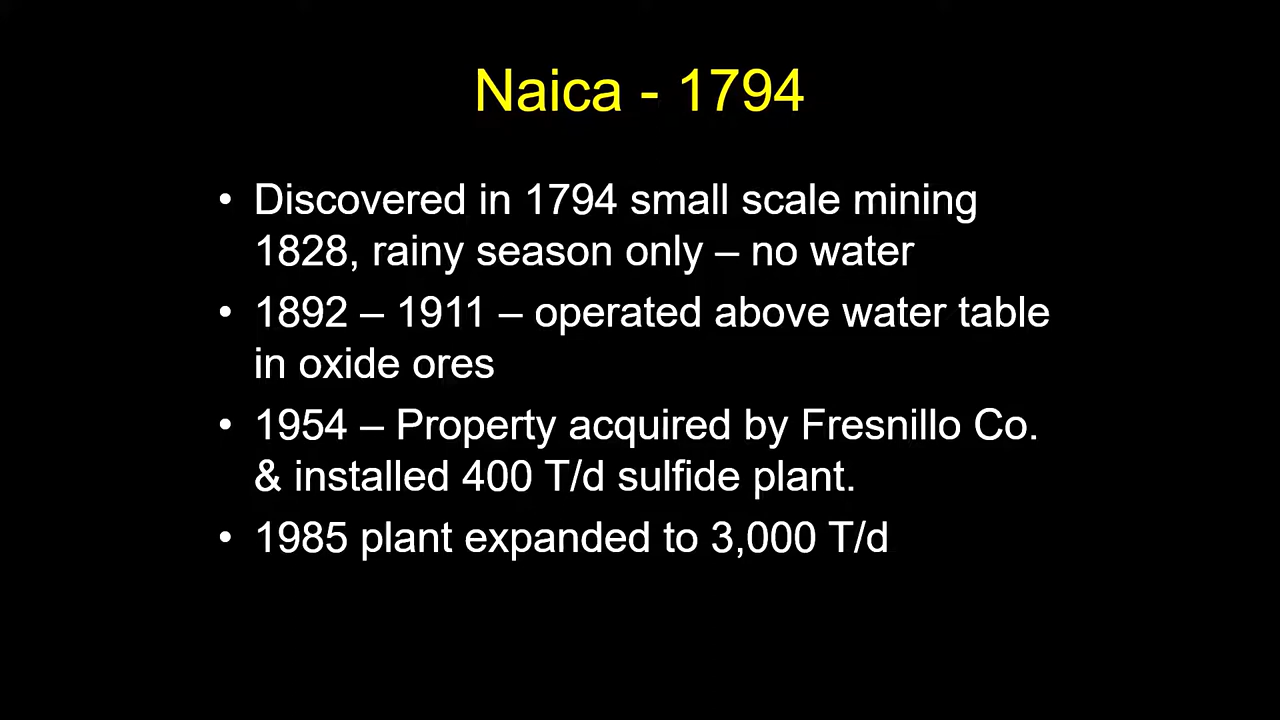 Naica - 1794
• Discovered in 1794 small scale mining
1828, rainy season only – no water
• 1892 – 1911 – operated above water table
in oxide ores
• 1954 – Property acquired by Fresnillo Co.
& installed 400 T/d sulfide plant.
• 1985 plant expanded to 3,000 T/d